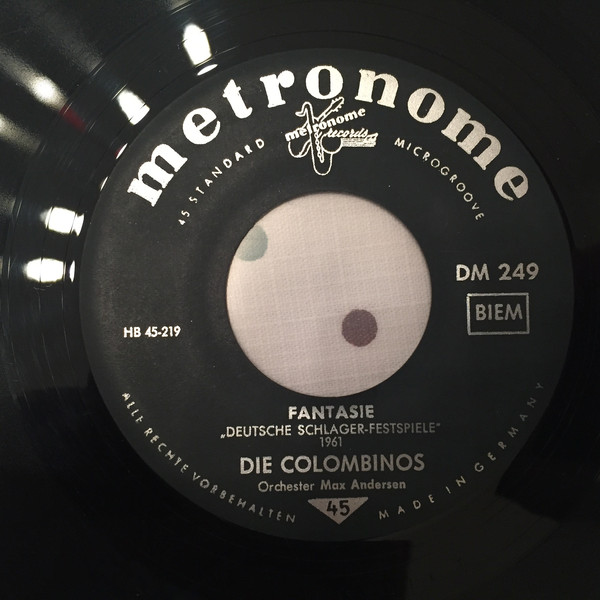 metronome
metronome
records
45 STANDARD
MICROGROOVE
DM 249
BIEM
HB 45-219
FANTASIE
„DEUTSCHE SCHLAGER-FESTSPIELE"
1961
DIE COLOMBINOS
Orchester Max Andersen
45
ALLE RECHTE VORBEHALTEN
MADE IN GERMANY